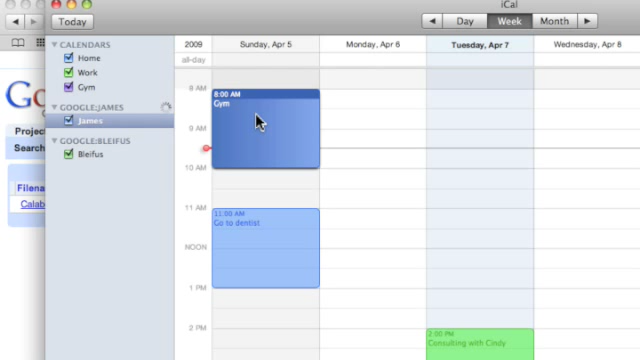 iCal
Today
Day Week Month
CALENDARS
Home
Work
Gym
GOOGLE:JAMES
James
GOOGLE:BLEIFUS
Bleifus
2009 Sunday, Apr 5 Monday, Apr 6 Tuesday, Apr 7 Wednesday, Apr 8
all-day
8 AM
9 AM
10 AM
11 AM
NOON
1 PM
2 PM
8:00 AM
Gym
11:00 AM
Go to dentist
2:00 PM
Consulting with Cindy
Go
Projec
Search
Filena
Calab